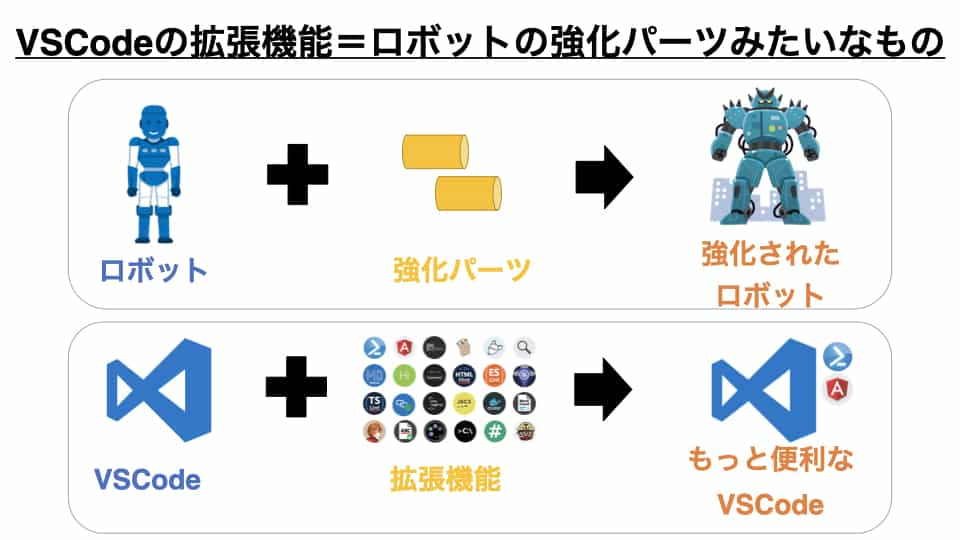 VSCodeの拡張機能＝ロボットの強化パーツみたいなもの
ロボット
強化パーツ
強化された
ロボット
VSCode
拡張機能
もっと便利な
VSCode